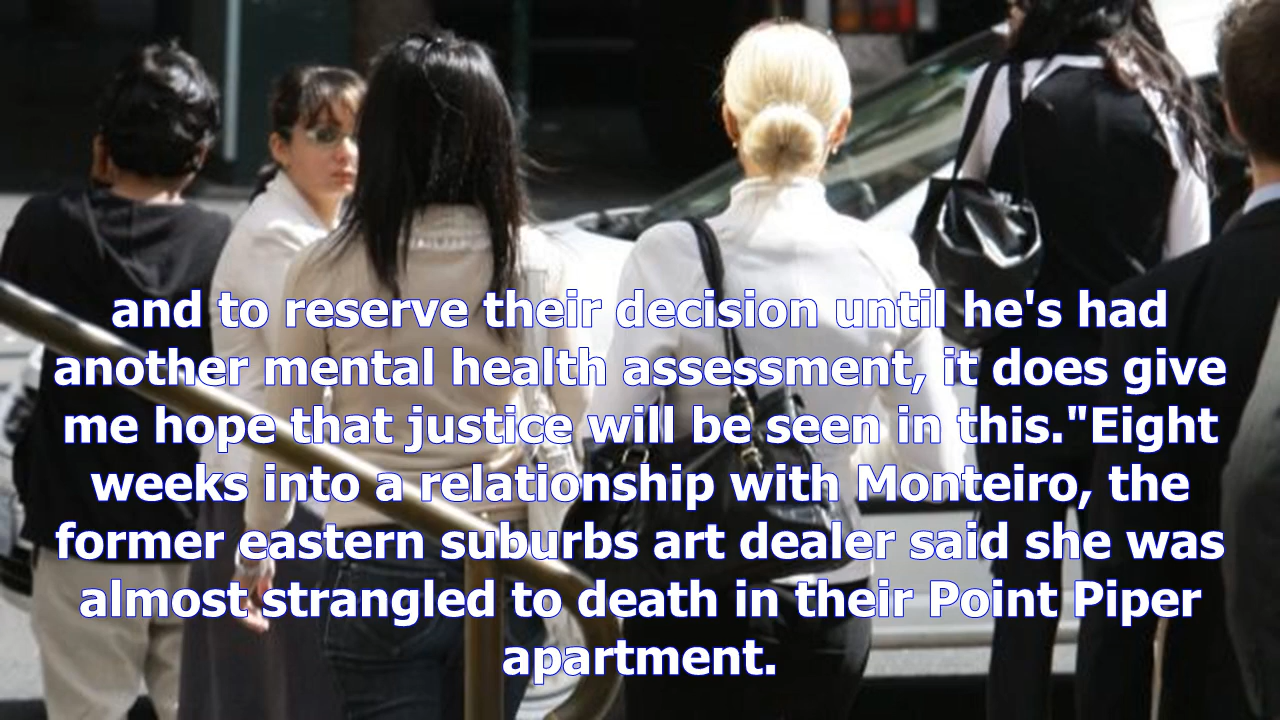 and to reserve their decision until he's had
another mental health assessment, it does give
me hope that justice will be seen in this."Eight
weeks into a relationship with Monteiro, the
former eastern suburbs art dealer said she was
almost strangled to death in their Point Piper
apartment.